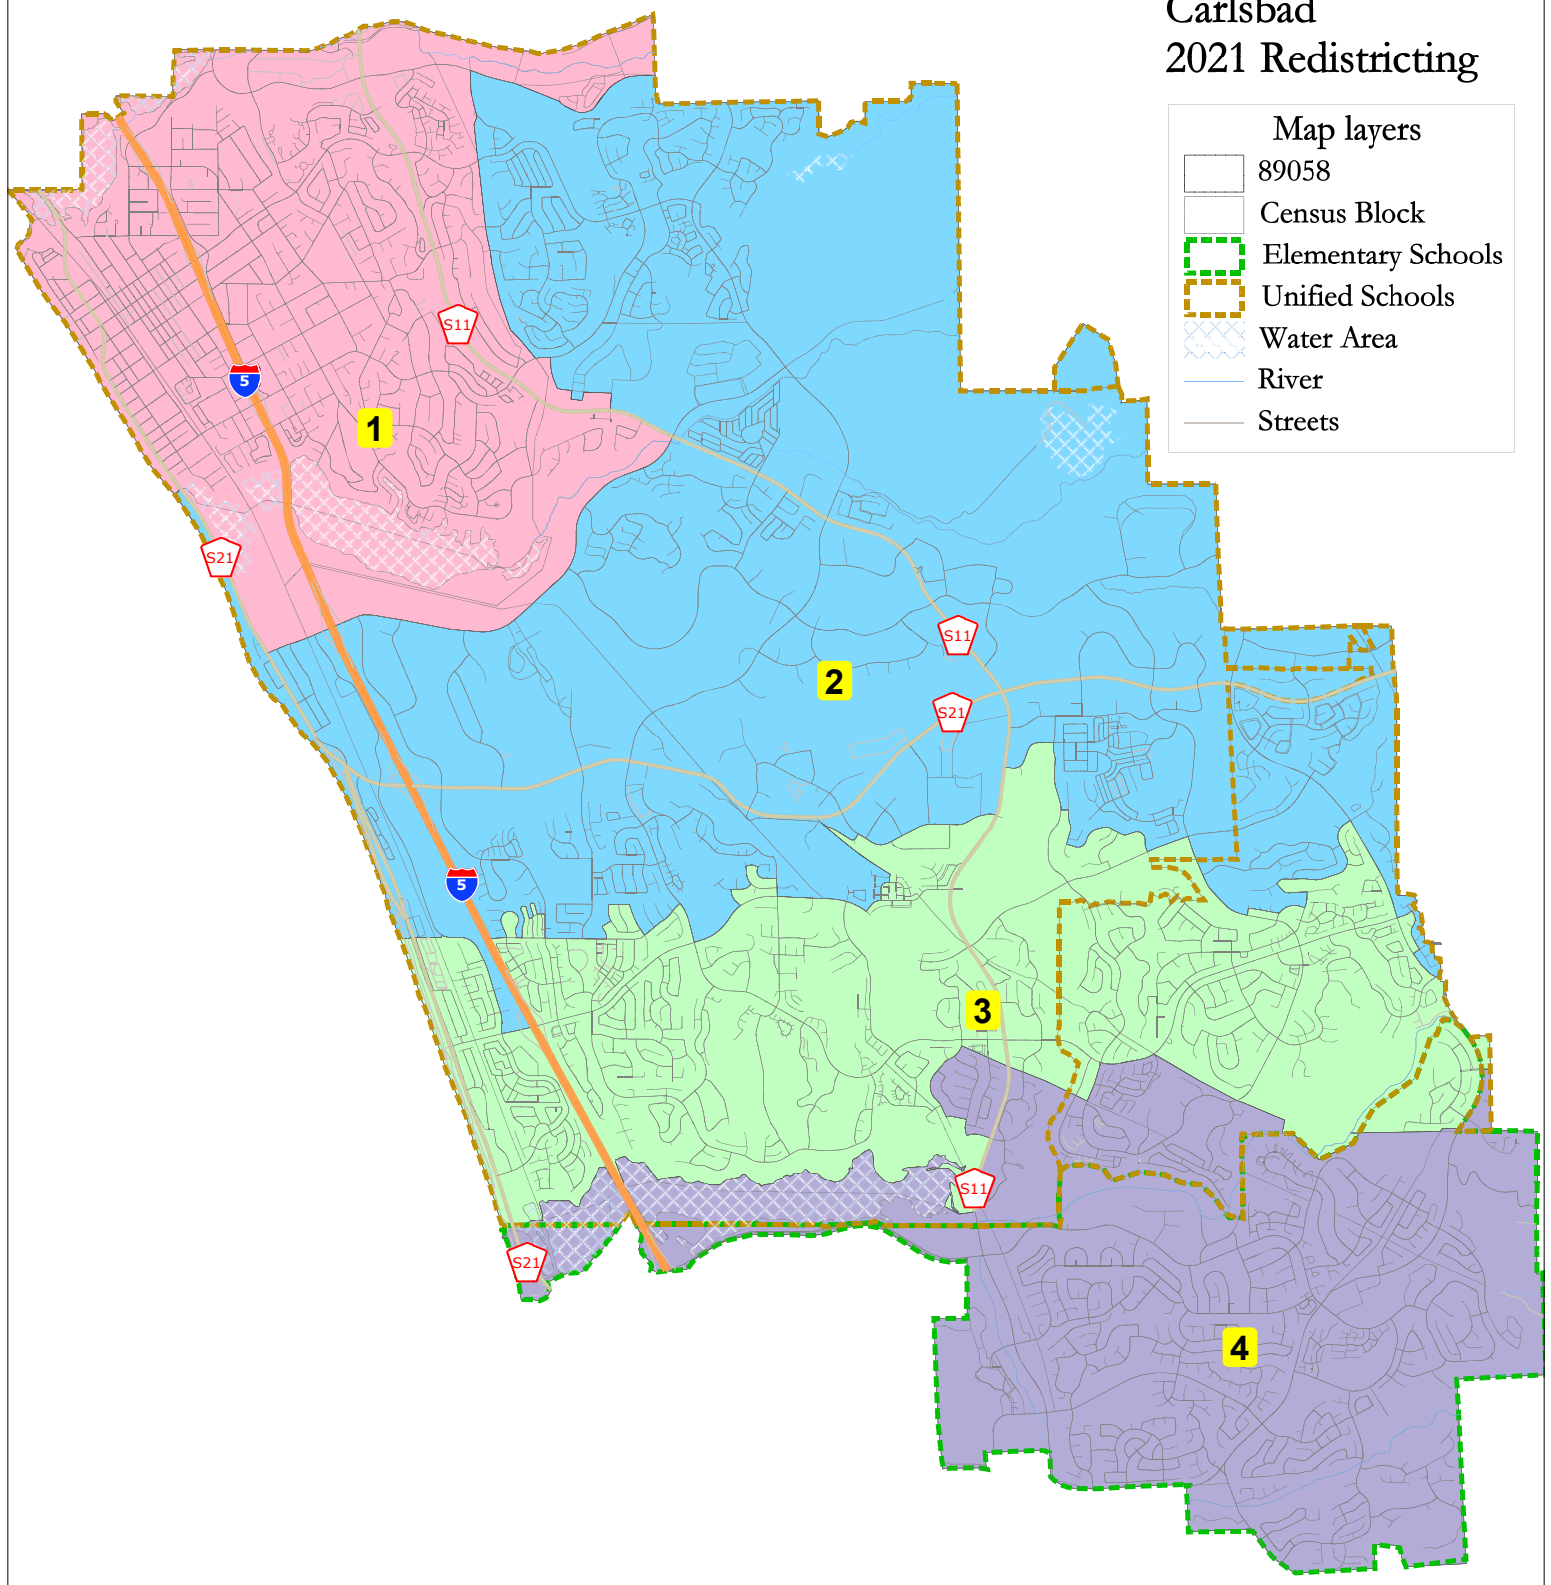 Carlsbad
2021 Redistricting
Map layers
89058
Census Block
Elementary Schools
Unified Schools
Water Area
River
Streets
S11
5
1
S21
S11
2
S21
5
3
S11
S21
4